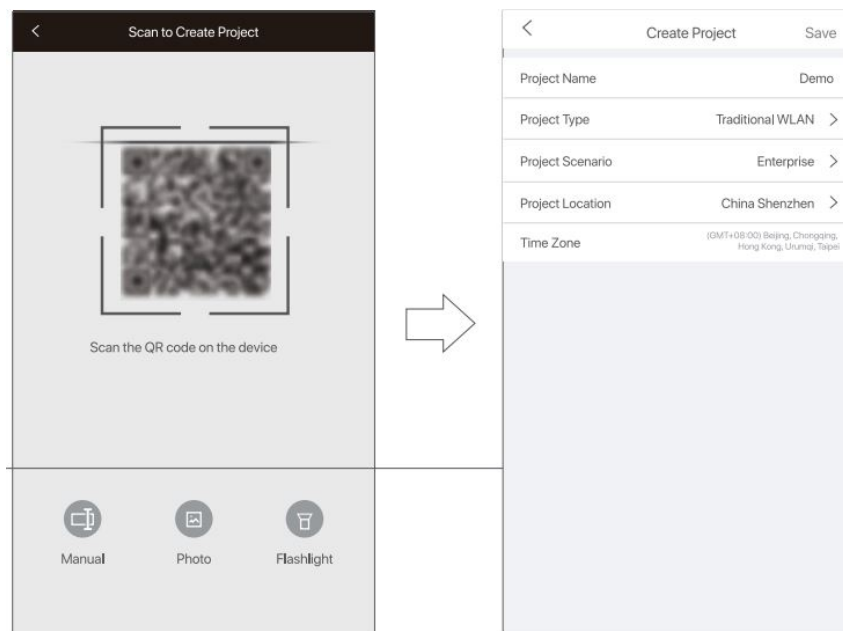 Scan to Create Project
Scan the QR code on the device
Manual Photo Flashlight
Create Project Save
Project Name Demo
Project Type Traditional WLAN
Project Scenario Enterprise
Project Location China Shenzhen
Time Zone (GMT+08:00) Beijing, Chongqing,
Hong Kong, Urumqi, Taipei